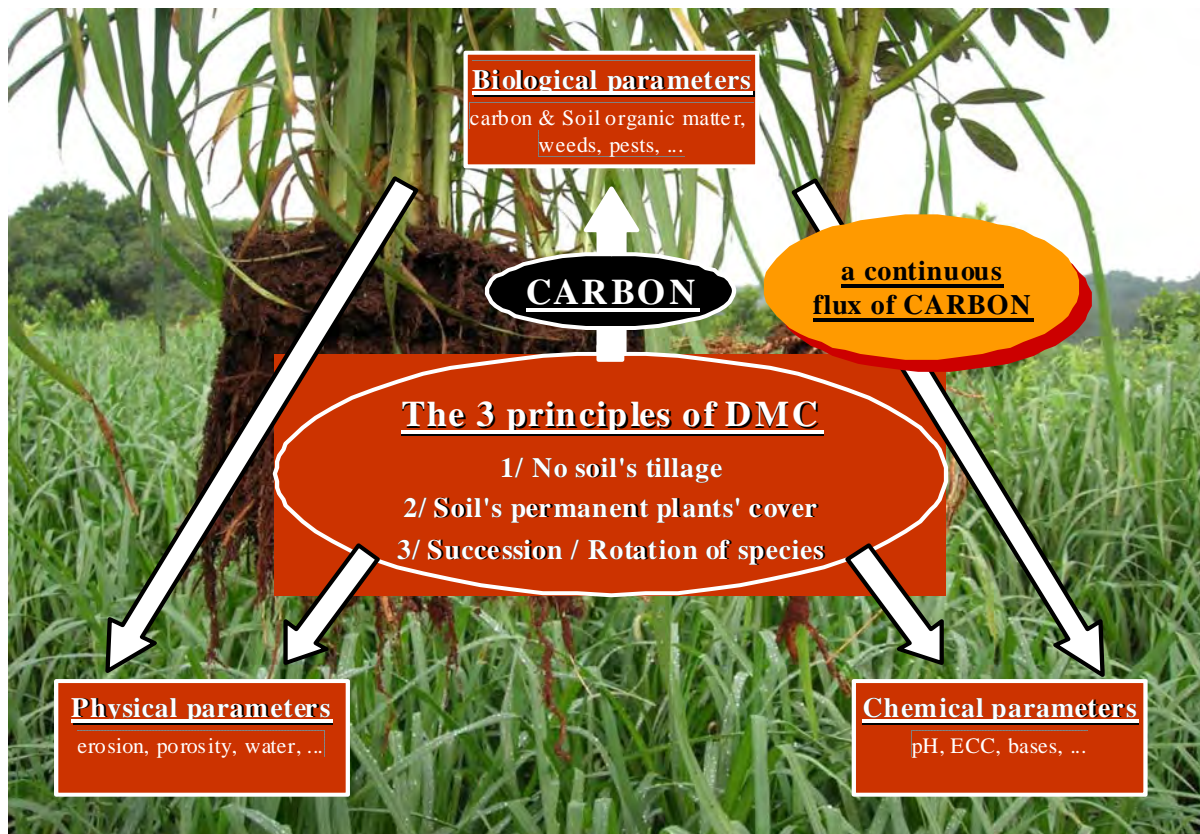 Biological parameters
carbon & Soil organic matter,
weeds, pests, ...
CARBON
a continuous
flux of CARBON
The 3 principles of DMC
1/ No soil's tillage
2/ Soil's permanent plants' cover
3/ Succession / Rotation of species
Physical parameters
erosion, porosity, water, ...
Chemical parameters
pH, ECC, bases, ...